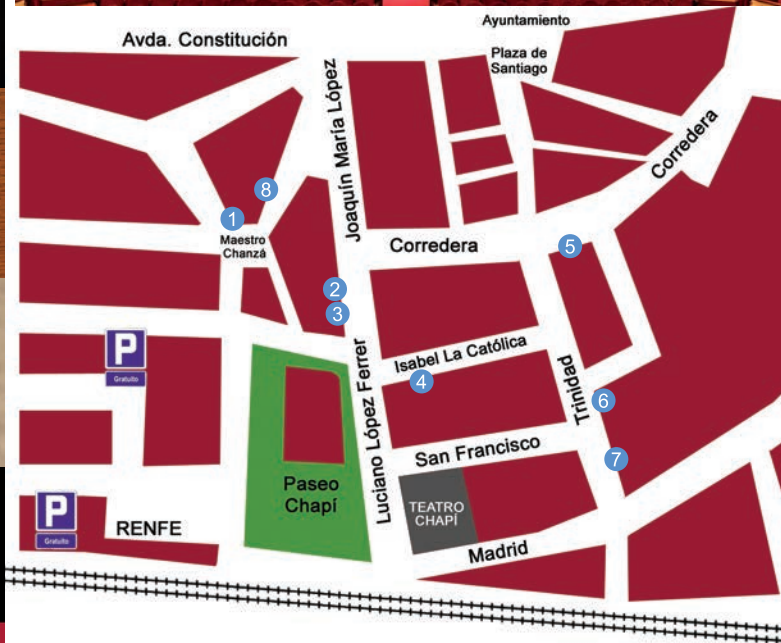 Ayuntamiento
Avda. Constitución
Plaza de
Santiago
Joaquín María López
Corredera
8
1
Maestro
Chanzá
Corredera
5
2
3
P
Gratuito
Isabel La Católica
4
Luciano López Ferrer
Trinidad
6
San Francisco
7
Paseo
Chapí
P
Gratuito
RENFE
TEATRO
CHAPÍ
Madrid